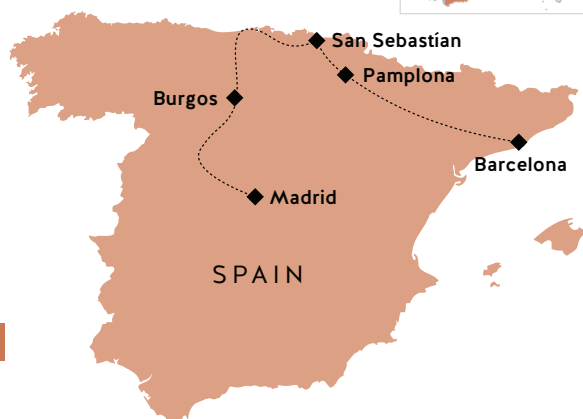 San Sebastían
Pamplona
Burgos
Barcelona
Madrid
SPAIN